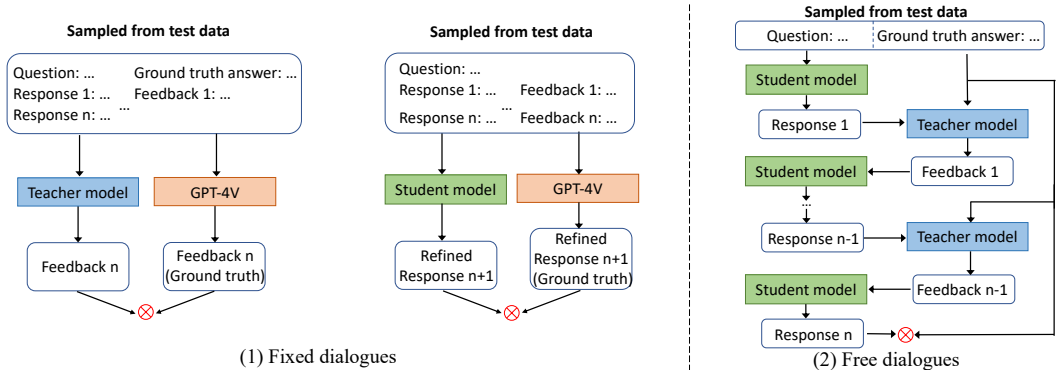 Sampled from test data
Question: ... Ground truth answer: ...
Response 1: ... Feedback 1: ...
...
Response n: ...
Teacher model
GPT-4V
Feedback n
Feedback n
(Ground truth)
Sampled from test data
Question: ...
Response 1: ... Feedback 1: ...
...
Response n: ... Feedback n: ...
Student model
GPT-4V
Refined
Response n+1
Refined
Response n+1
(Ground truth)
(1) Fixed dialogues
Sampled from test data
Question: ... Ground truth answer: ...
Student model
Response 1
Teacher model
Feedback 1
Student model
...
Response n-1
Teacher model
Feedback n-1
Student model
Response n
(2) Free dialogues